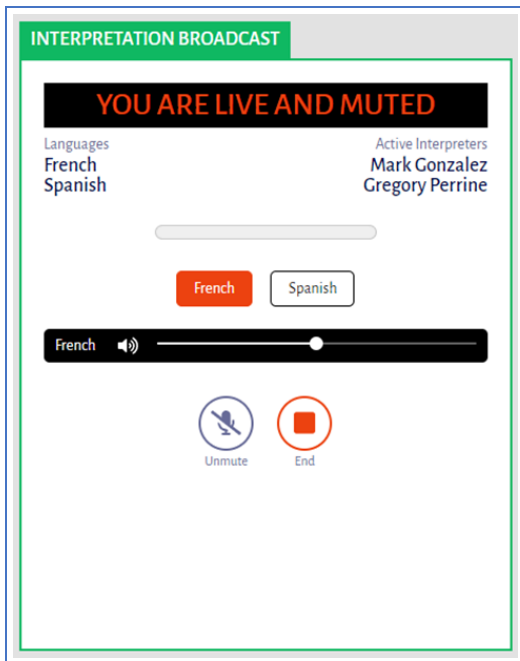 INTERPRETATION BROADCAST
YOU ARE LIVE AND MUTED
Languages
French
Spanish
Active Interpreters
Mark Gonzalez
Gregory Perrine
French
Spanish
French
Unmute
End